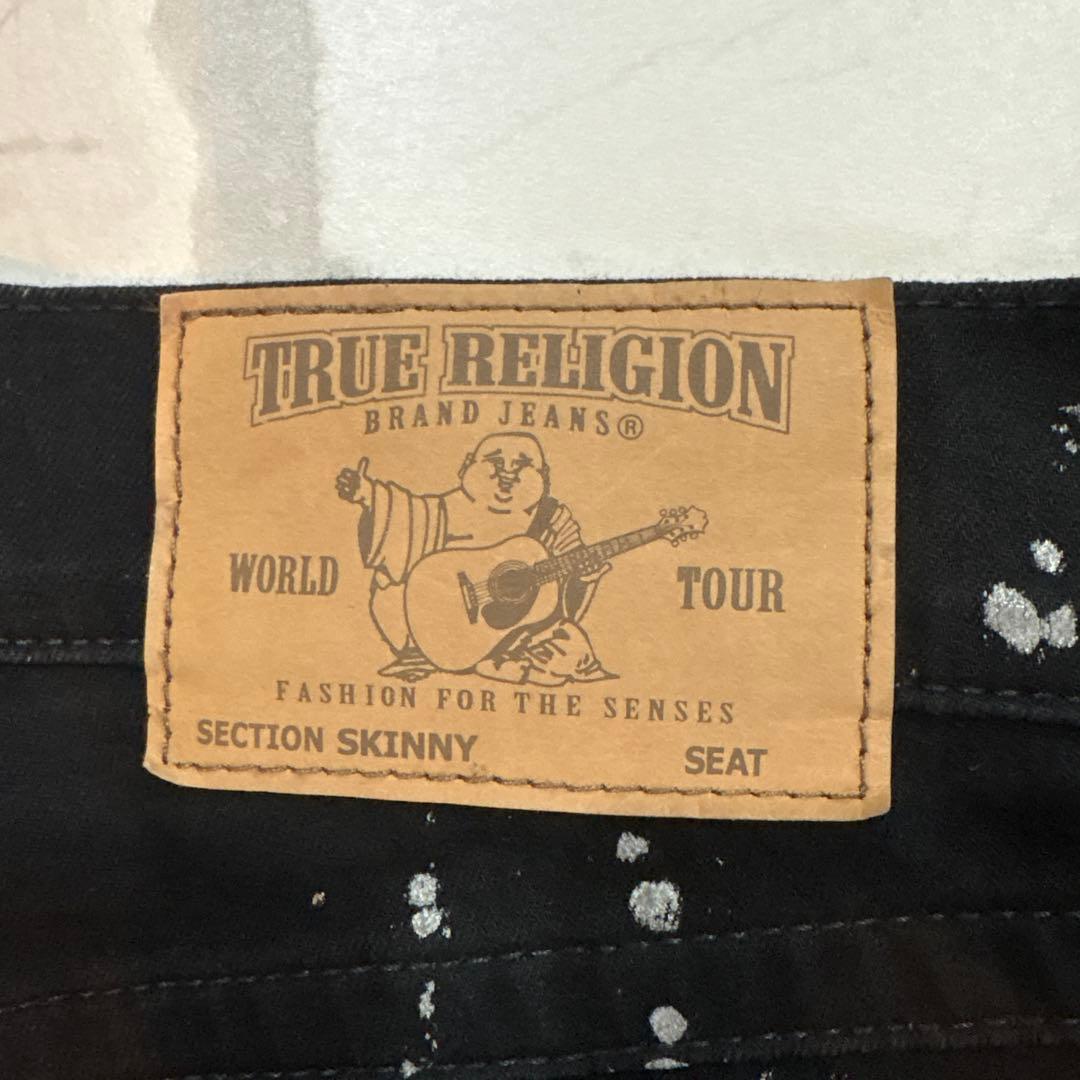 TRUE RELIGION
BRAND JEANS®
WORLD TOUR
FASHION FOR THE SENSES
SECTION SKINNY SEAT